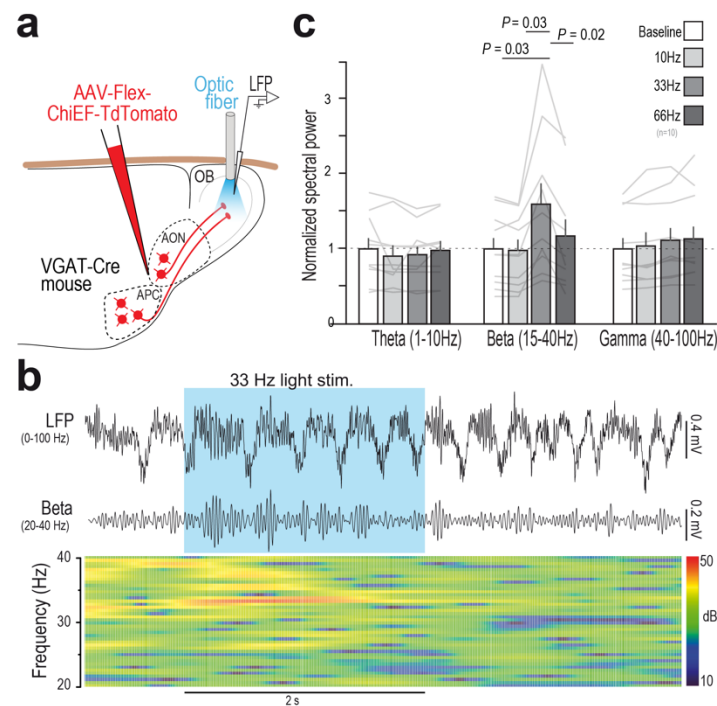 a
AAV-Flex-
ChiEF-TdTomato
Optic
fiber
LFP
OB
AON
VGAT-Cre
mouse
APC
c
P = 0.03
P = 0.03
P = 0.02
Baseline
10Hz
33Hz
66Hz
(n=10)
Normalized spectral power
3
2
1
0
Theta (1-10Hz)
Beta (15-40Hz)
Gamma (40-100Hz)
b
33 Hz light stim.
LFP
(0-100 Hz)
0.4 mV
Beta
(20-40 Hz)
0.2 mV
Frequency (Hz)
40
30
20
50
dB
10
2 s